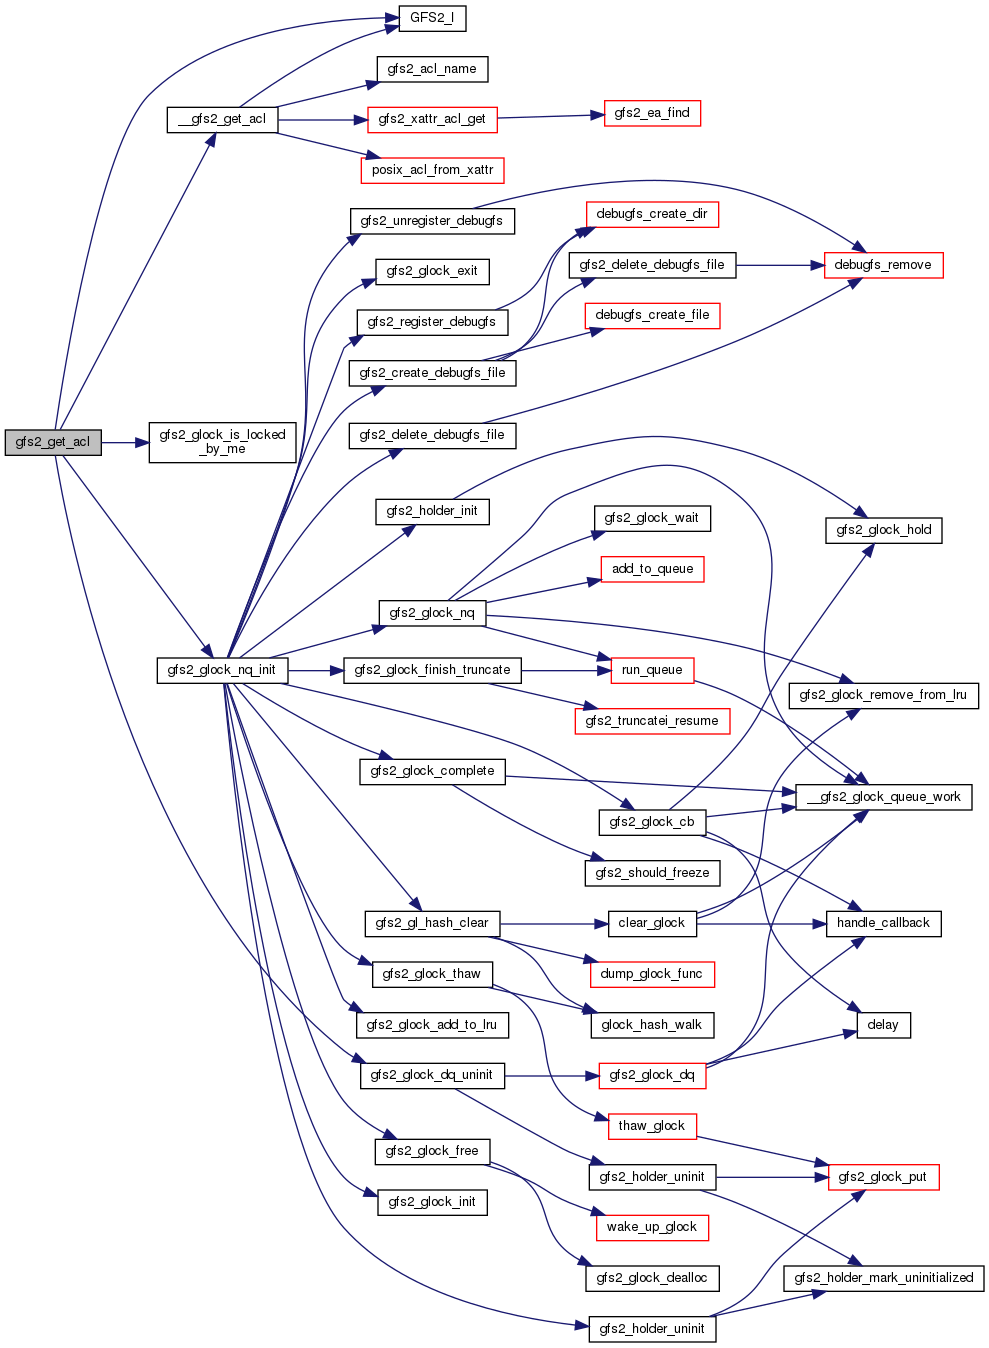 GFS2_I
gfs2_acl_name
__gfs2_get_acl
gfs2_xattr_acl_get
gfs2_ea_find
posix_acl_from_xattr
gfs2_unregister_debugfs
debugfs_create_dir
gfs2_glock_exit
gfs2_delete_debugfs_file
debugfs_remove
gfs2_register_debugfs
debugfs_create_file
gfs2_create_debugfs_file
gfs2_get_acl
gfs2_glock_is_locked
_by_me
gfs2_delete_debugfs_file
gfs2_holder_init
gfs2_glock_wait
gfs2_glock_hold
add_to_queue
gfs2_glock_nq
gfs2_glock_nq_init
gfs2_glock_finish_truncate
run_queue
gfs2_glock_remove_from_lru
gfs2_truncatei_resume
gfs2_glock_complete
__gfs2_glock_queue_work
gfs2_glock_cb
gfs2_should_freeze
gfs2_gl_hash_clear
clear_glock
handle_callback
gfs2_glock_thaw
dump_glock_func
gfs2_glock_add_to_lru
glock_hash_walk
delay
gfs2_glock_dq_uninit
gfs2_glock_dq
thaw_glock
gfs2_glock_free
gfs2_holder_uninit
gfs2_glock_put
gfs2_glock_init
wake_up_glock
gfs2_glock_dealloc
gfs2_holder_mark_uninitialized
gfs2_holder_uninit